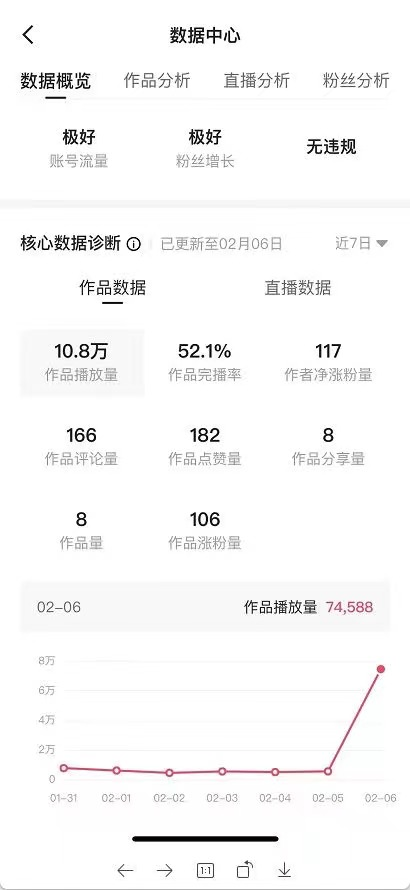 数据中心
数据概览 作品分析 直播分析 粉丝分析
极好 极好 无违规
账号流量 粉丝增长
核心数据诊断 已更新至02月06日 近7日
作品数据 直播数据
10.8万 52.1% 117
作品播放量 作品完播率 作者净涨粉量
166 182 8
作品评论量 作品点赞量 作品分享量
8 106
作品量 作品涨粉量
02-06 作品播放量 74,588
8万
6万
4万
2万
0
01-31 02-01 02-02 02-03 02-04 02-05 02-06
1:1